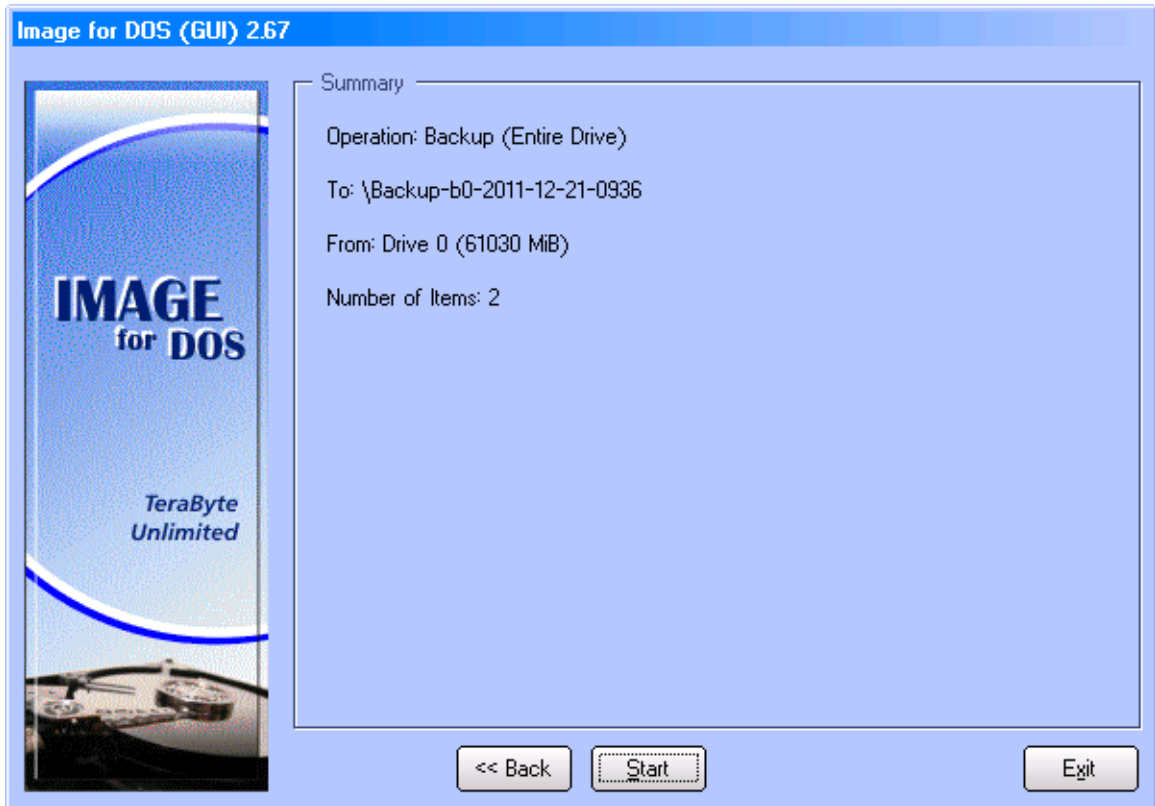 Image for DOS (GUI) 2.67
IMAGE
for DOS
TeraByte
Unlimited
Summary
Operation: Backup (Entire Drive)
To: \Backup-b0-2011-12-21-0936
From: Drive 0 (61030 MiB)
Number of Items: 2
<< Back
Start
Exit